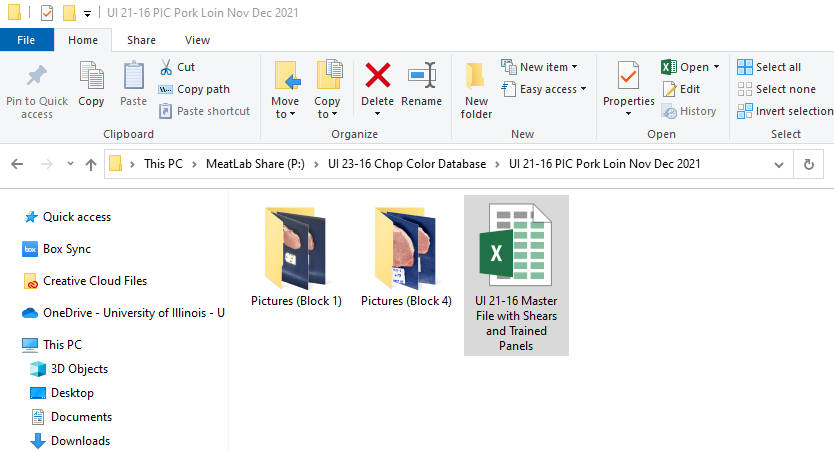 UI 21-16 PIC Pork Loin Nov Dec 2021
File Home Share View
Pin to Quick access
Copy
Paste
Cut
Copy path
Paste shortcut
Clipboard
Move to
Copy to
Delete
Rename
Organize
New folder
New item
Easy access
New
Properties
Open
Edit
History
Open
Select all
Select none
Invert selection
Select
This PC > MeatLab Share (P:) > UI 23-16 Chop Color Database > UI 21-16 PIC Pork Loin Nov Dec 2021
Quick access
box Box Sync
Creative Cloud Files
OneDrive - University of Illinois - U
This PC
3D Objects
Desktop
Documents
Downloads
Pictures (Block 1)
Pictures (Block 4)
X
UI 21-16 Master
File with Shears
and Trained
Panels